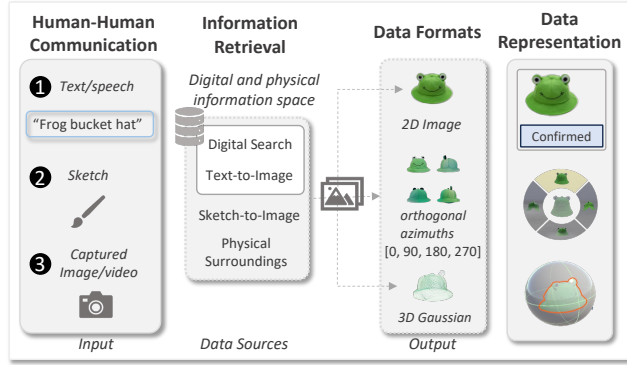 Human-Human
Communication
1 Text/speech
“Frog bucket hat”
2 Sketch
3 Captured
Image/video
Input
Information
Retrieval
Digital and physical
information space
Digital Search
Text-to-Image
Sketch-to-Image
Physical
Surroundings
Data Sources
Data Formats
2D Image
orthogonal
azimuths
[0, 90, 180, 270]
3D Gaussian
Output
Data
Representation
Confirmed